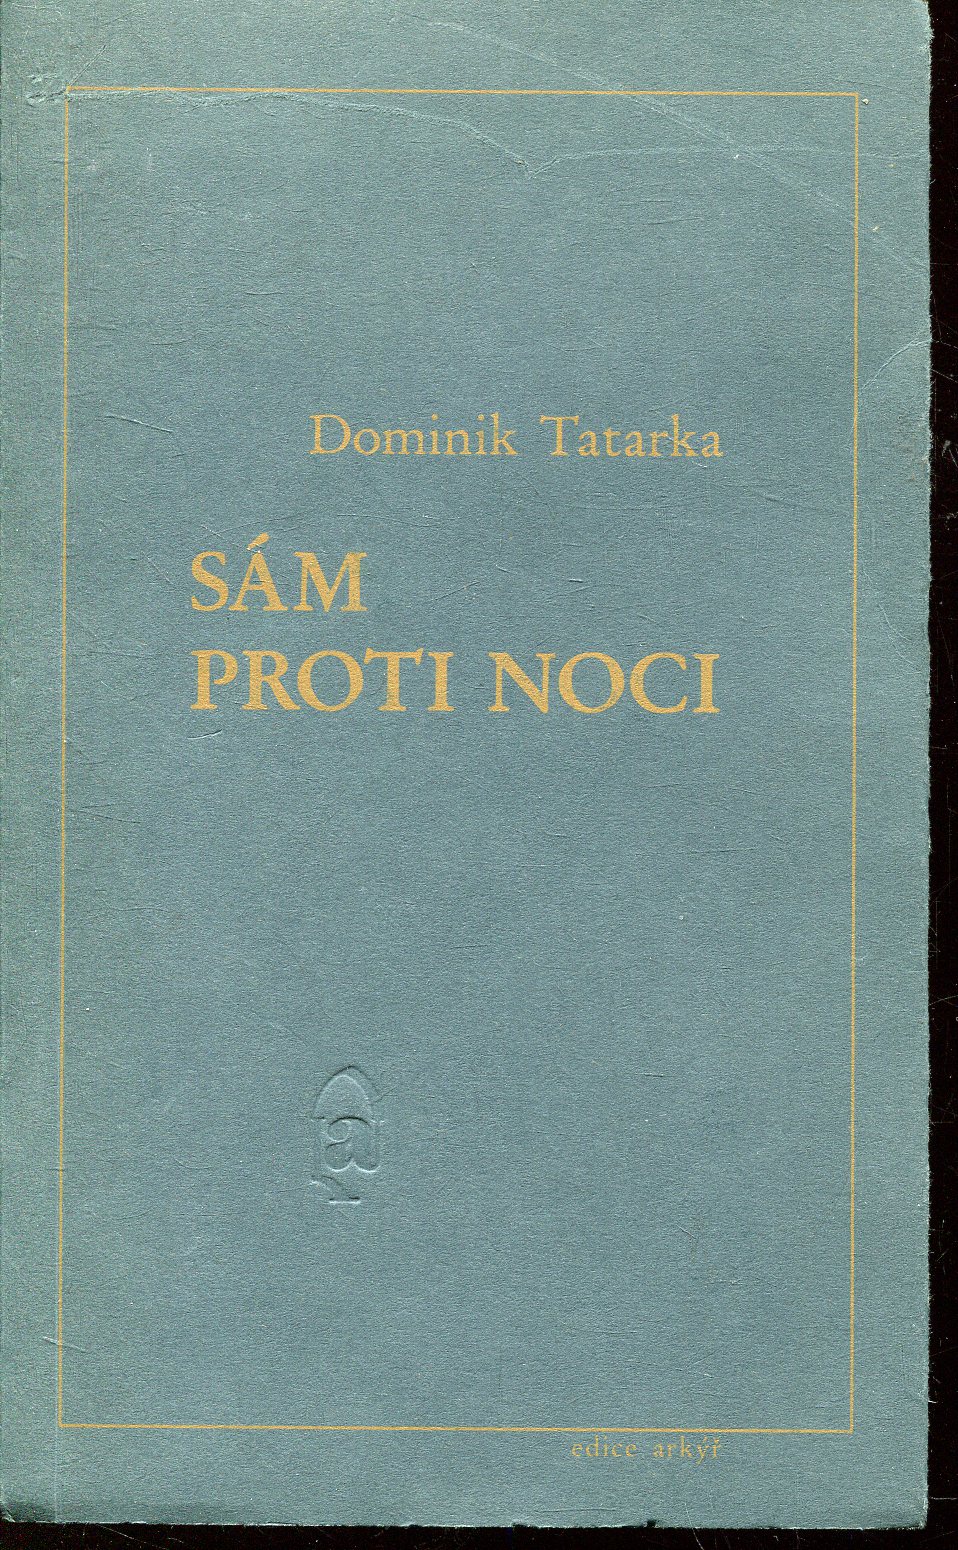 Dominik Tatarka
SÁM
PROTI NOCI
a
edice arkýř